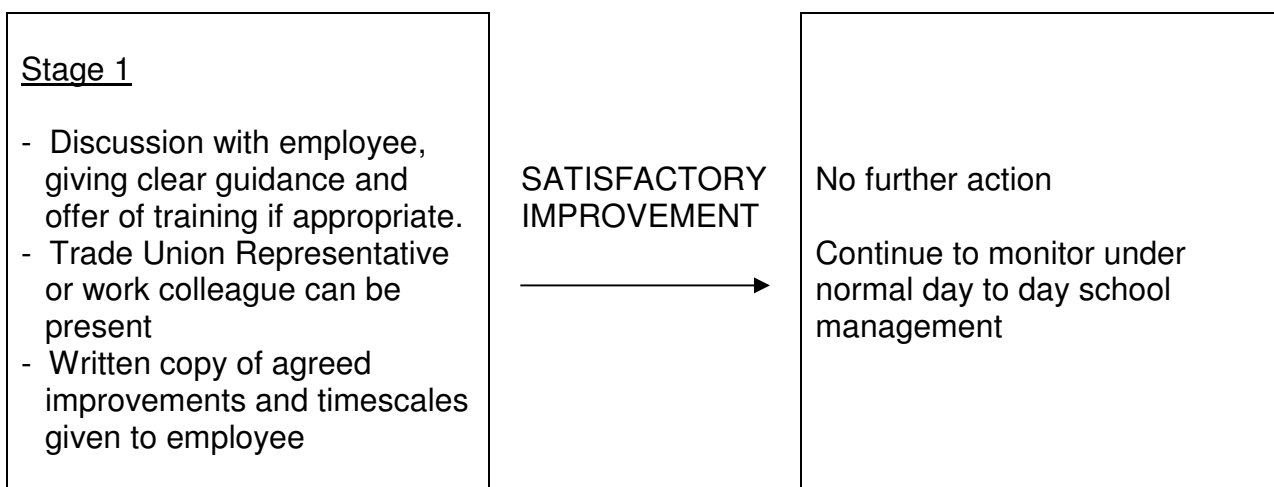 Stage 1
- Discussion with employee,
giving clear guidance and
offer of training if appropriate.
- Trade Union Representative
or work colleague can be
present
- Written copy of agreed
improvements and timescales
given to employee
SATISFACTORY
IMPROVEMENT
No further action
Continue to monitor under
normal day to day school
management